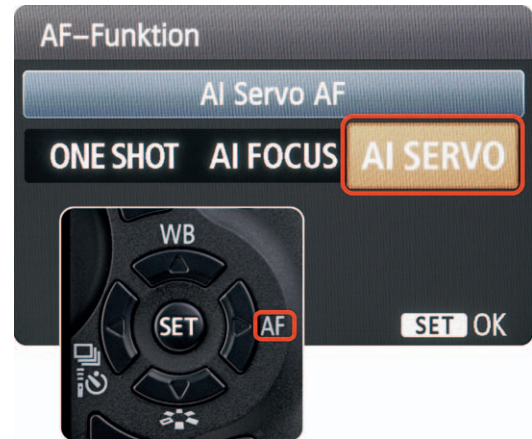 AF–Funktion
AI Servo AF
ONE SHOT AI FOCUS AI SERVO
SET OK
WB
SET AF